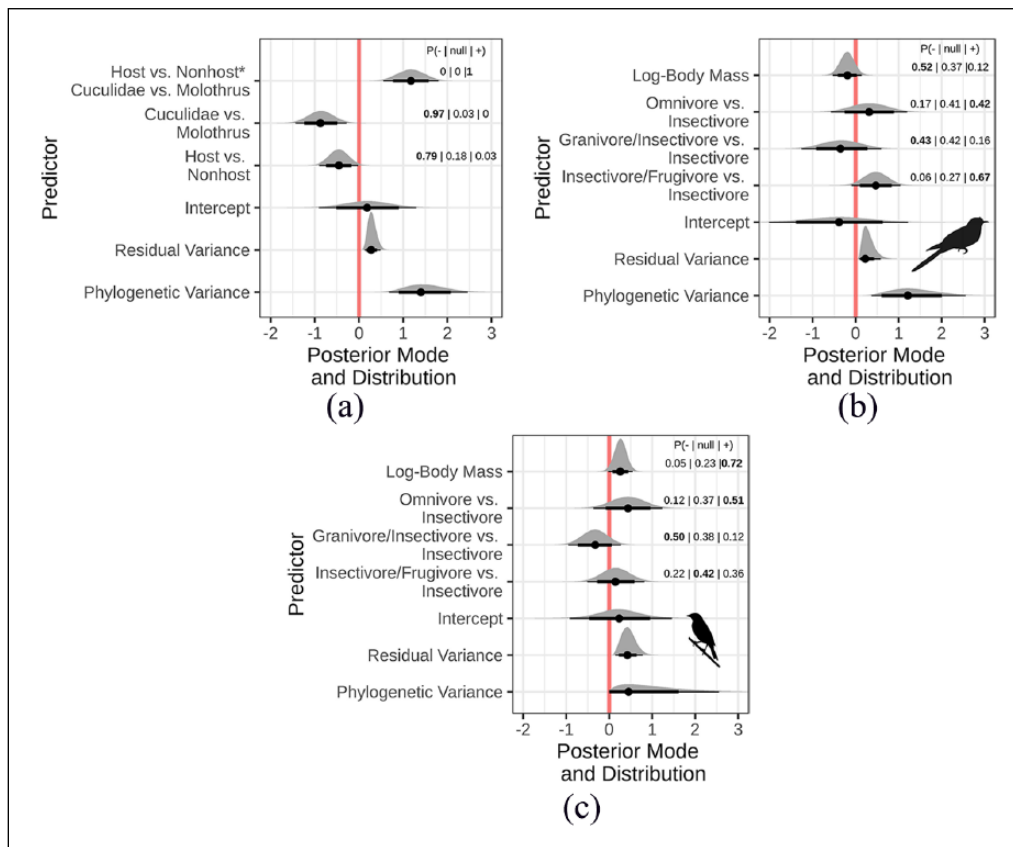 P(- | null | +)
Host vs. Nonhost*
Cuculidae vs. Molothrus
0 | 0 |1
Cuculidae vs.
Molothrus
0.97 | 0.03 | 0
Host vs.
Nonhost
0.79 | 0.18 | 0.03
Intercept
Residual Variance
Phylogenetic Variance
Predictor
-2 -1 0 1 2 3
Posterior Mode
and Distribution
(a)
P(- | null | +)
Log-Body Mass
0.52 | 0.37 |0.12
Omnivore vs.
Insectivore
0.17 | 0.41 | 0.42
Granivore/Insectivore vs.
Insectivore
0.43 | 0.42 | 0.16
Insectivore/Frugivore vs.
Insectivore
0.06 | 0.27 | 0.67
Intercept
Residual Variance
Phylogenetic Variance
Predictor
-2 -1 0 1 2 3
Posterior Mode
and Distribution
(b)
P(- | null | +)
Log-Body Mass
0.05 | 0.23 |0.72
Omnivore vs.
Insectivore
0.12 | 0.37 | 0.51
Granivore/Insectivore vs.
Insectivore
0.50 | 0.38 | 0.12
Insectivore/Frugivore vs.
Insectivore
0.22 | 0.42 | 0.36
Intercept
Residual Variance
Phylogenetic Variance
Predictor
-2 -1 0 1 2 3
Posterior Mode
and Distribution
(c)